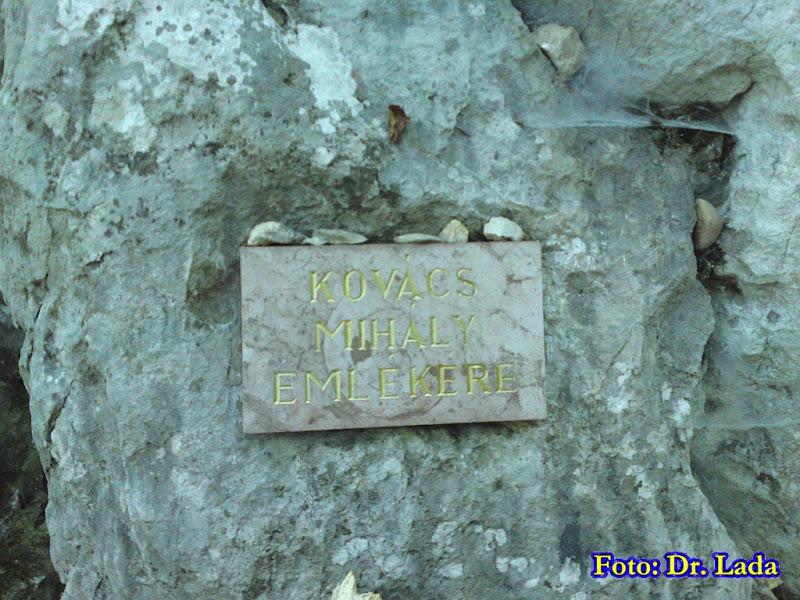 KOVÁCS
MIHÁLY
EMLÉKÉRE
Foto: Dr. Lada